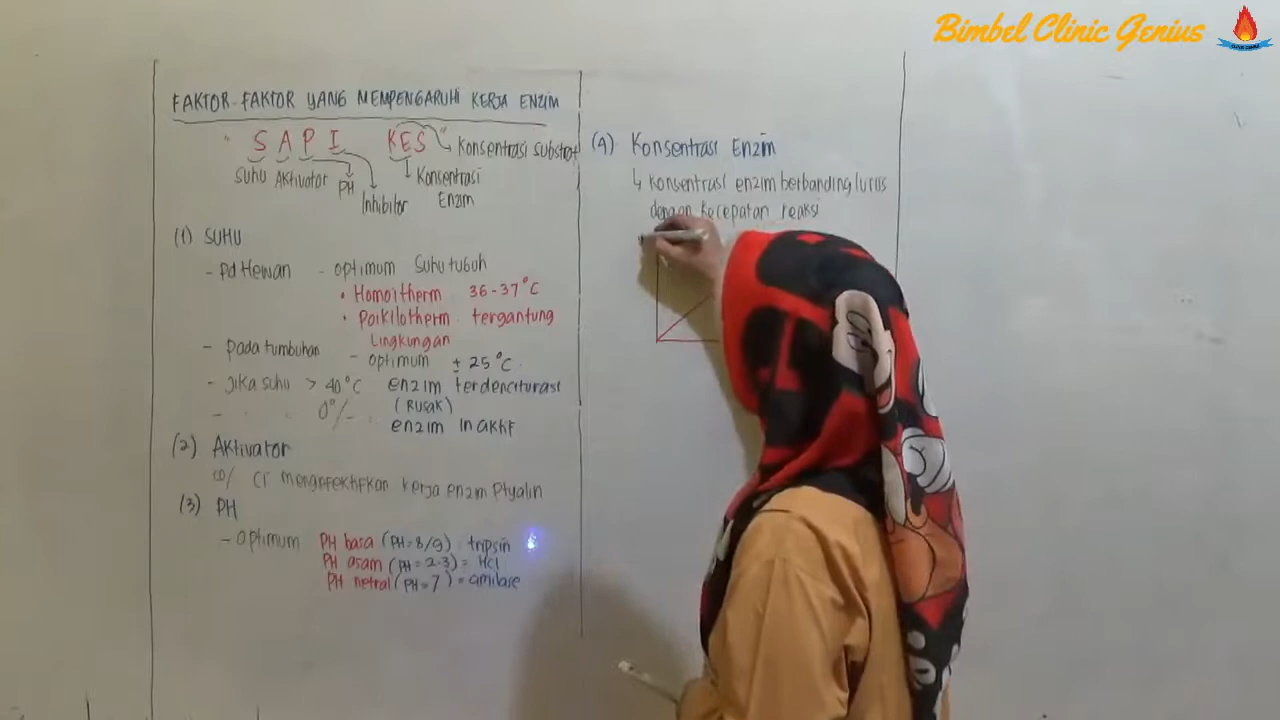 Bimbel Clinic Genius
CLINIC GENIUS
FAKTOR-FAKTOR YANG MEMPENGARUHI KERJA ENZIM
" S A P I KES "
Konsentrasi Substrat
Suhu Aktivator PH Konsentrasi
Inhibitor Enzim
(1) SUHU
- Pd Hewan - optimum Suhu tubuh
• Homoitherm 36-37°C
• Poikilotherm tergantung
Lingkungan
- pada tumbuhan - optimum ± 25°C.
- Jika suhu > 40°C enzim terdenaturasi
(Rusak)
- " " 0°/- : enzim Inaktif
(2) Aktivator
co/ Cl⁻ mengefektifkan kerja enzim Ptyalin
(3) PH
- optimum PH basa (PH=8/9) : tripsin
PH asam (PH=2-3) = HCl
PH netral (PH=7) = amilase
(4) Konsentrasi Enzim
↳ Konsentrasi enzim berbanding lurus
dengan kecepatan reaksi